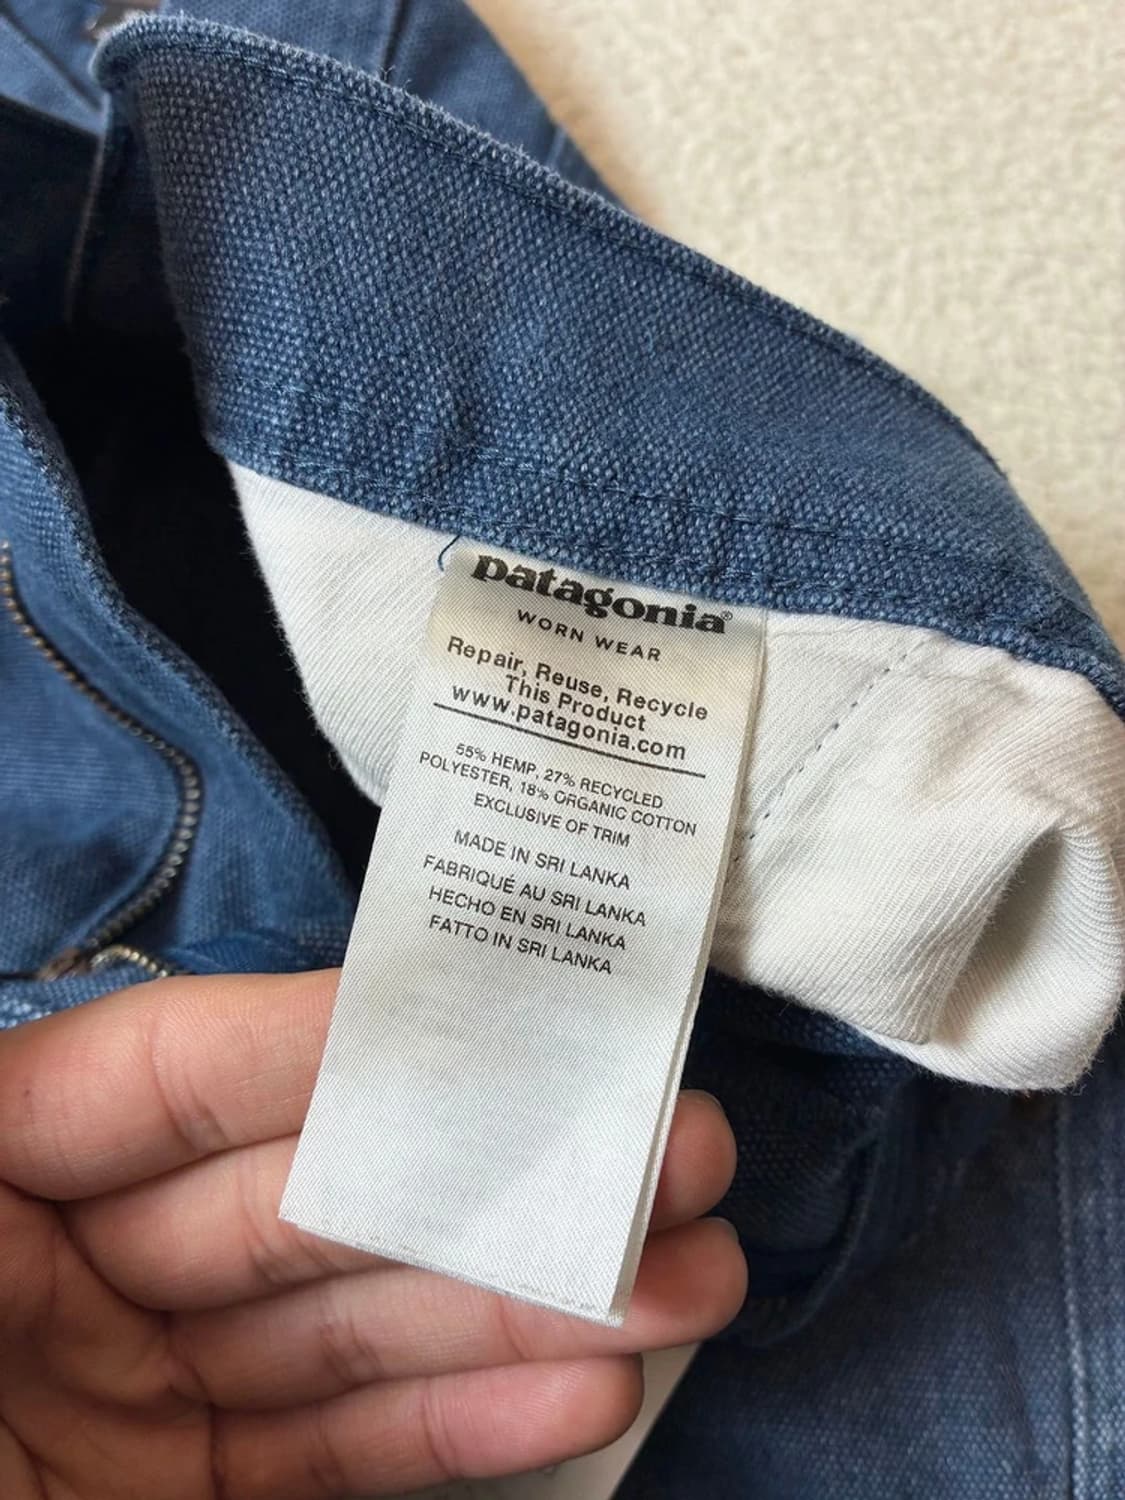 patagonia®
WORN WEAR
Repair, Reuse, Recycle
This Product
www.patagonia.com
55% HEMP, 27% RECYCLED
POLYESTER, 18% ORGANIC COTTON
EXCLUSIVE OF TRIM
MADE IN SRI LANKA
FABRIQUÉ AU SRI LANKA
HECHO EN SRI LANKA
FATTO IN SRI LANKA